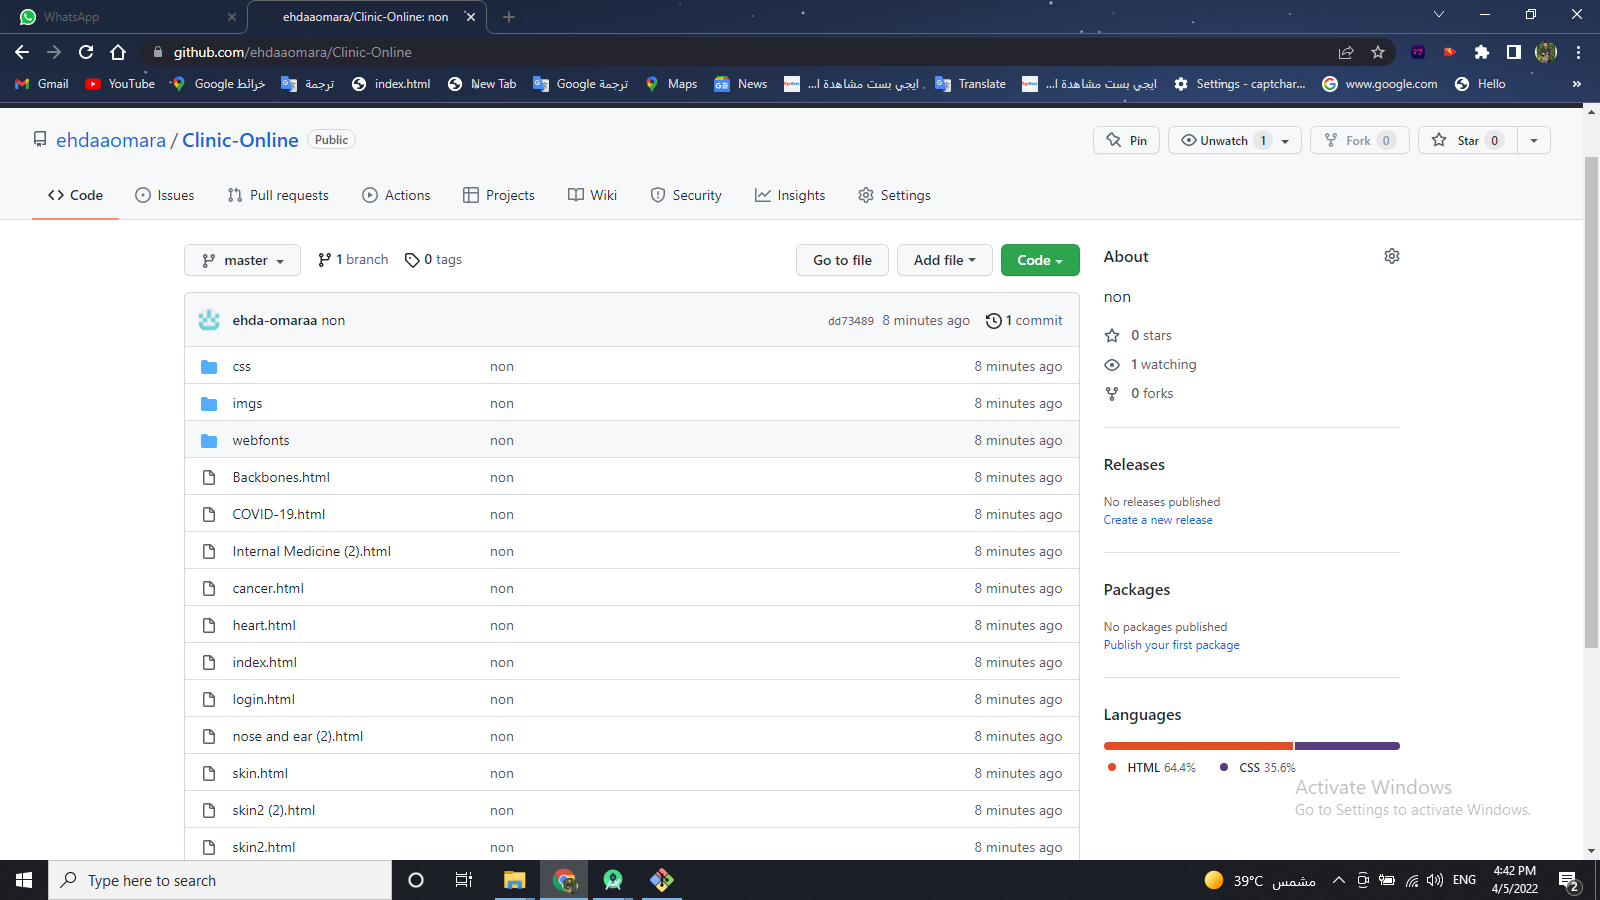 WhatsApp
ehdaaomara/Clinic-Online: non
github.com/ehdaaomara/Clinic-Online
Gmail
YouTube
خرائط Google
ترجمة
index.html
New Tab
ترجمة Google
Maps
News
ايجي بست مشاهدة ا...
Translate
ايجي بست مشاهدة ا...
Settings - captchar...
www.google.com
Hello
»
ehdaaomara / Clinic-Online Public
Pin
Unwatch 1
Fork 0
Star 0
Code
Issues
Pull requests
Actions
Projects
Wiki
Security
Insights
Settings
master
1 branch
0 tags
Go to file
Add file
Code
ehda-omaraa non dd73489 8 minutes ago 1 commit
css non 8 minutes ago
imgs non 8 minutes ago
webfonts non 8 minutes ago
Backbones.html non 8 minutes ago
COVID-19.html non 8 minutes ago
Internal Medicine (2).html non 8 minutes ago
cancer.html non 8 minutes ago
heart.html non 8 minutes ago
index.html non 8 minutes ago
login.html non 8 minutes ago
nose and ear (2).html non 8 minutes ago
skin.html non 8 minutes ago
skin2 (2).html non 8 minutes ago
skin2.html non 8 minutes ago
About
non
0 stars
1 watching
0 forks
Releases
No releases published
Create a new release
Packages
No packages published
Publish your first package
Languages
HTML 64.4%
CSS 35.6%
Activate Windows
Go to Settings to activate Windows.
Type here to search
39°C مشمس
ENG
4:42 PM
4/5/2022
2